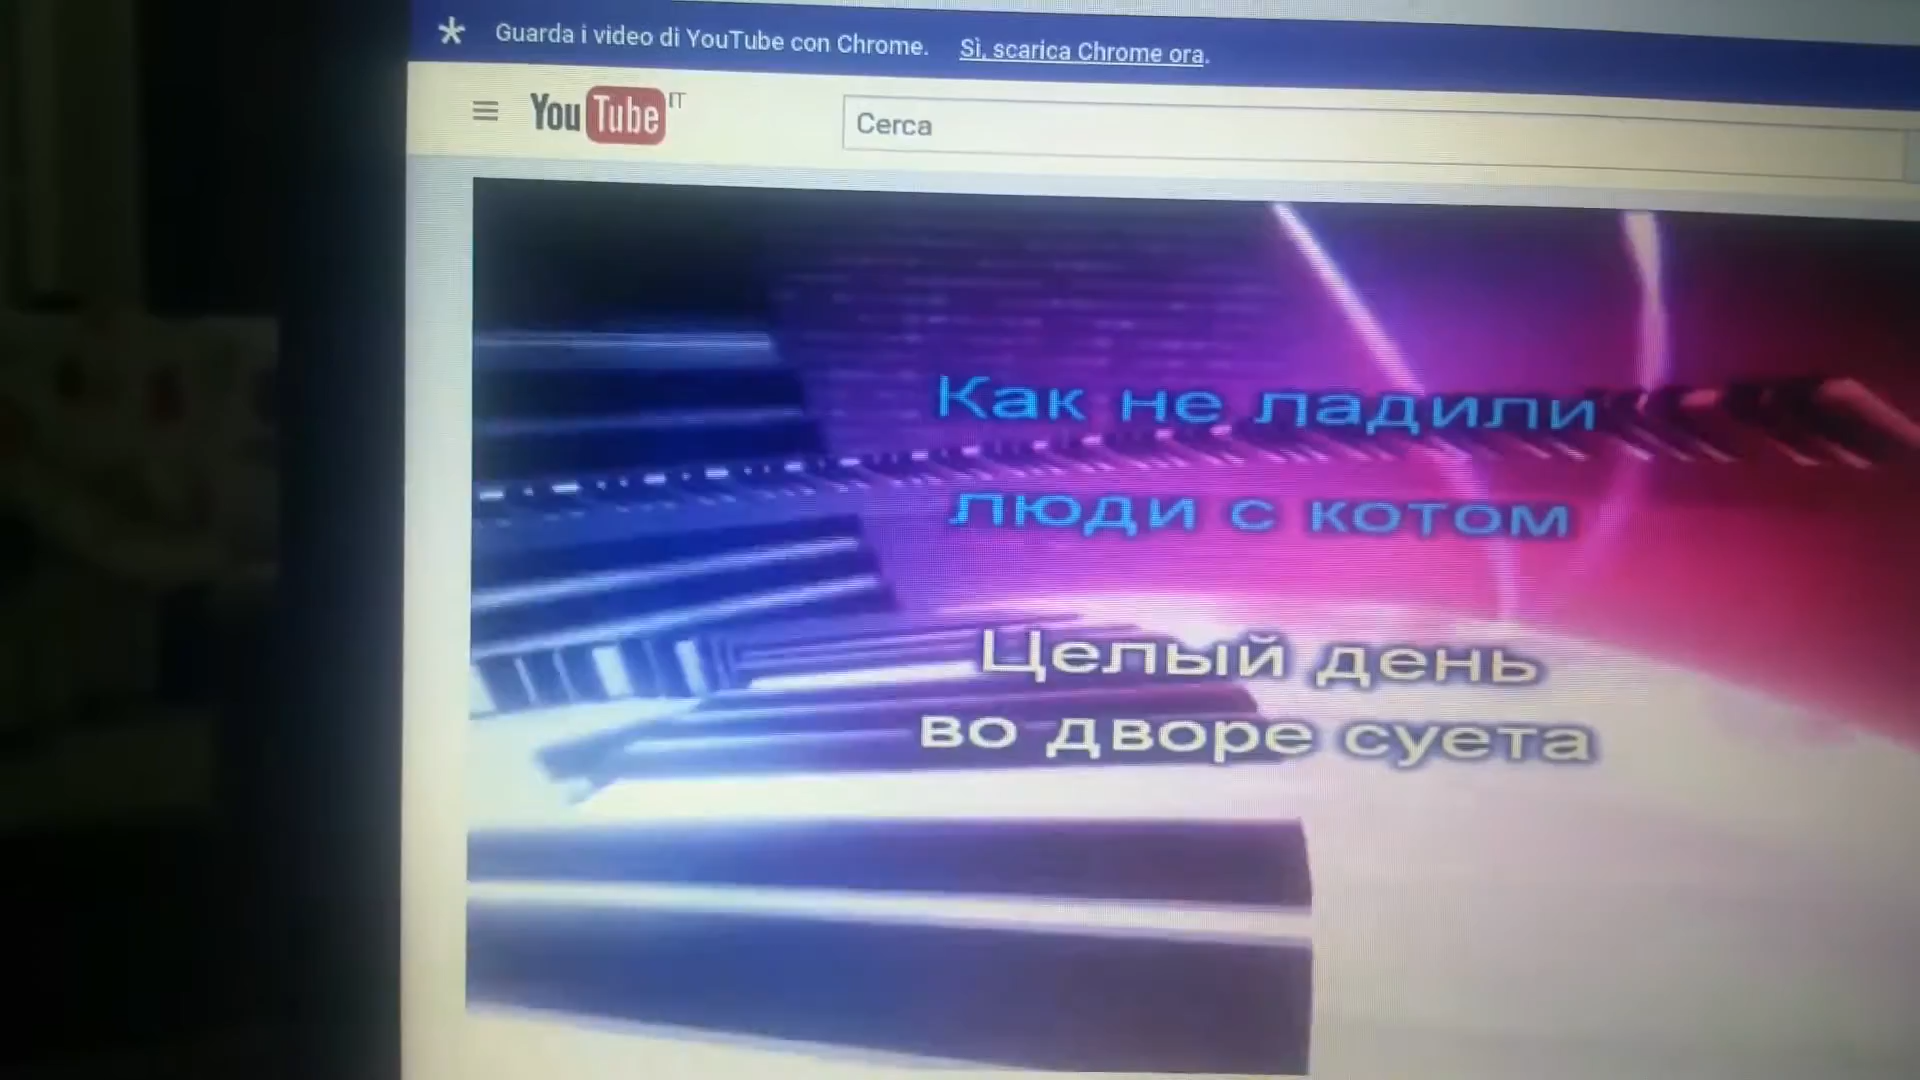 Guarda i video di YouTube con Chrome. Sì, scarica Chrome ora.
YouTube IT
Cerca
Как не ладили
люди с котом
Целый день
во дворе суета